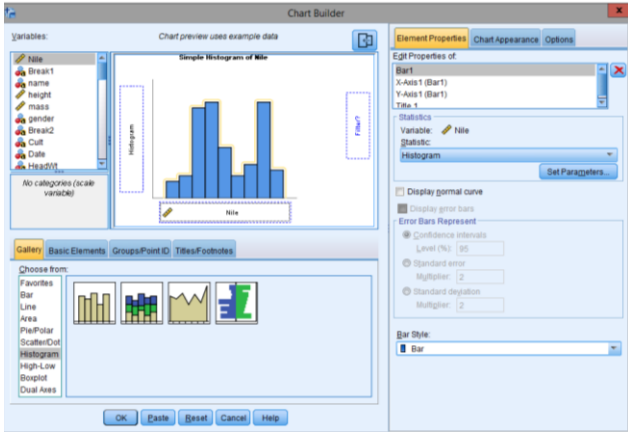 Chart Builder
Variables:
Chart preview uses example data
Nile
Break1
name
height
mass
gender
Break2
Cult
Date
HeadWt
No categories (scale
variable)
Simple Histogram of Nile
Histogram
Filter?
Nile
Gallery
Basic Elements
Groups/Point ID
Titles/Footnotes
Choose from:
Favorites
Bar
Line
Area
Pie/Polar
Scatter/Dot
Histogram
High-Low
Boxplot
Dual Axes
OK
Paste
Reset
Cancel
Help
Element Properties
Chart Appearance
Options
Edit Properties of:
Bar1
X-Axis1 (Bar1)
Y-Axis1 (Bar1)
Title 1
Statistics
Variable: Nile
Statistic:
Histogram
Set Parameters...
Display normal curve
Display error bars
Error Bars Represent
Confidence intervals
Level (%): 95
Standard error
Multiplier: 2
Standard deviation
Multiplier: 2
Bar Style:
Bar